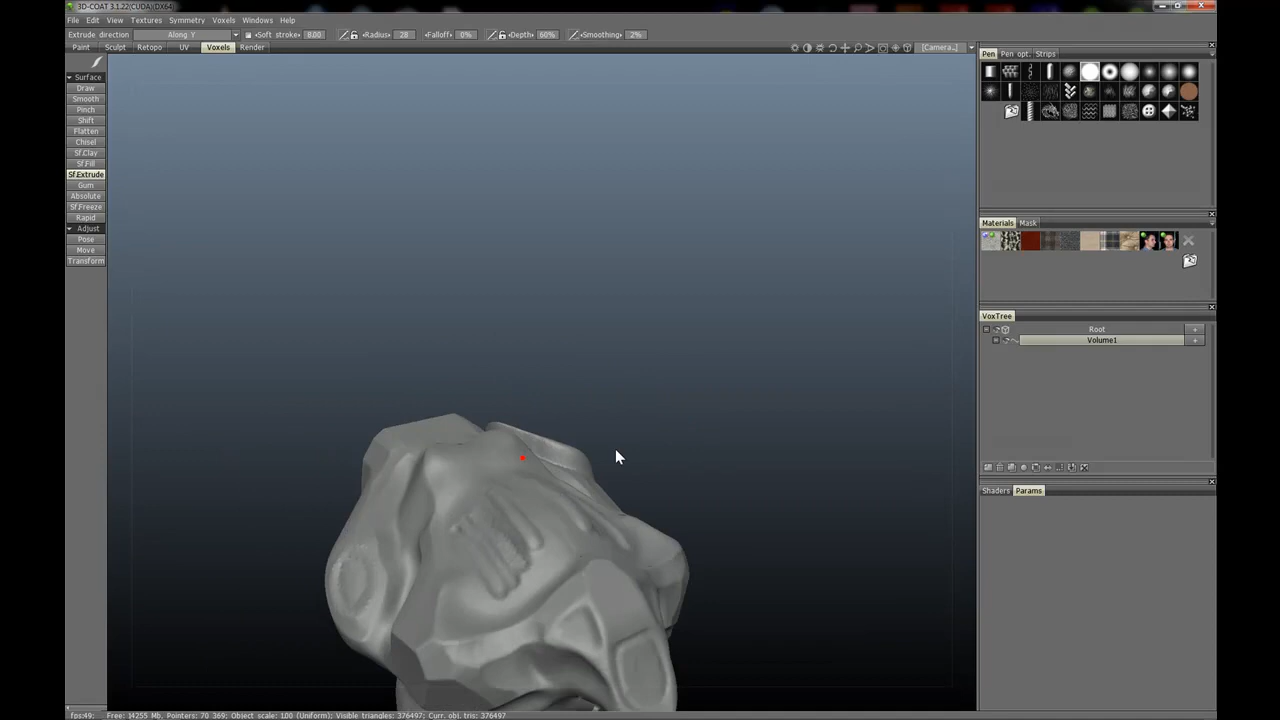 3D-COAT 3.1.22(CUDA)(DX64)
File Edit View Textures Symmetry Voxels Windows Help
Extrude direction Along Y Soft stroke: 8.00 Radius: 28 Falloff: 0% Depth: 60% Smoothing: 2%
Paint Sculpt Retopo UV Voxels Render [Camera..]
Surface
Draw
Smooth
Pinch
Shift
Flatten
Chisel
Sf.Clay
Sf.Fill
Sf.Extrude
Gum
Absolute
Sf.Freeze
Rapid
Adjust
Pose
Move
Transform
Pen Pen opt. Strips
Materials Mask
VoxTree
Root +
Volume1 +
Shaders Params
fps:49; Free: 14255 Mb, Pointers: 70 369; Object scale: 1.00 (Uniform); Visible triangles: 376497; Curr. obj. tris: 376497;